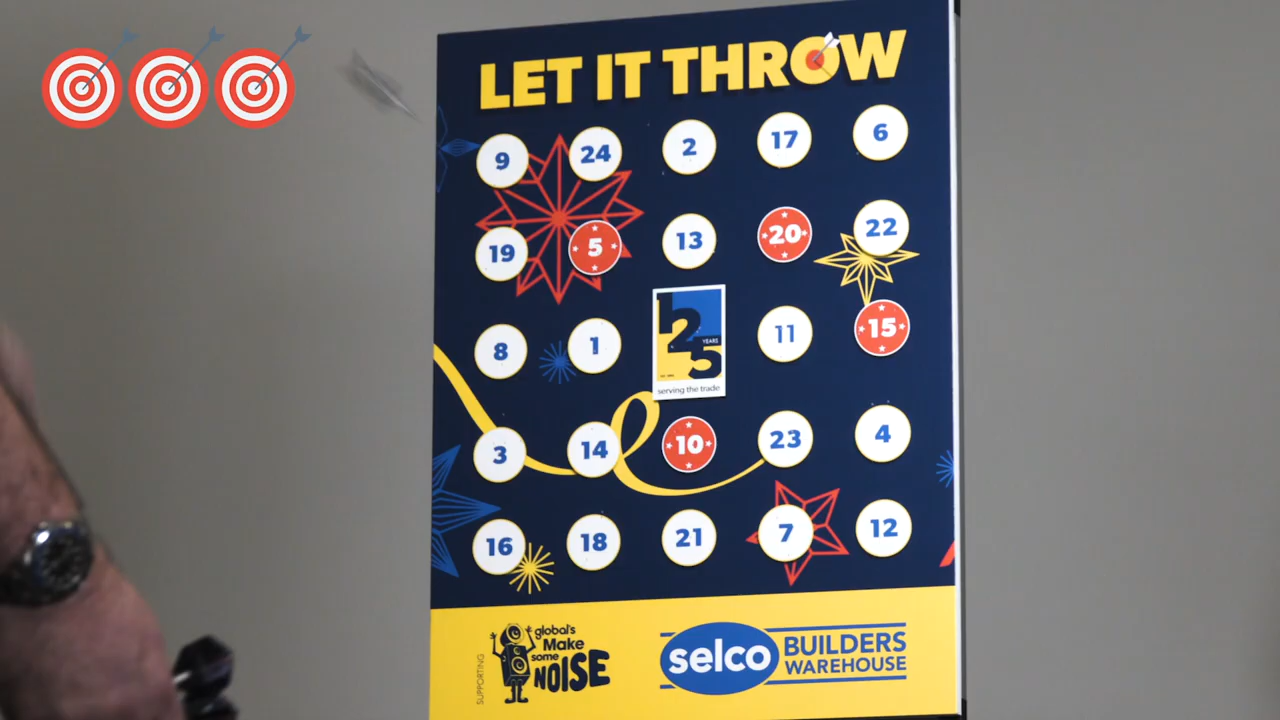 LET IT THROW
9 24 2 17 6
19 5 13 20 22
8 1 11 15
125
YEARS
serving the trade
3 14 10 23 4
16 18 21 7 12
SUPPORTING
global's
Make
some
NOISE
selco
BUILDERS
WAREHOUSE